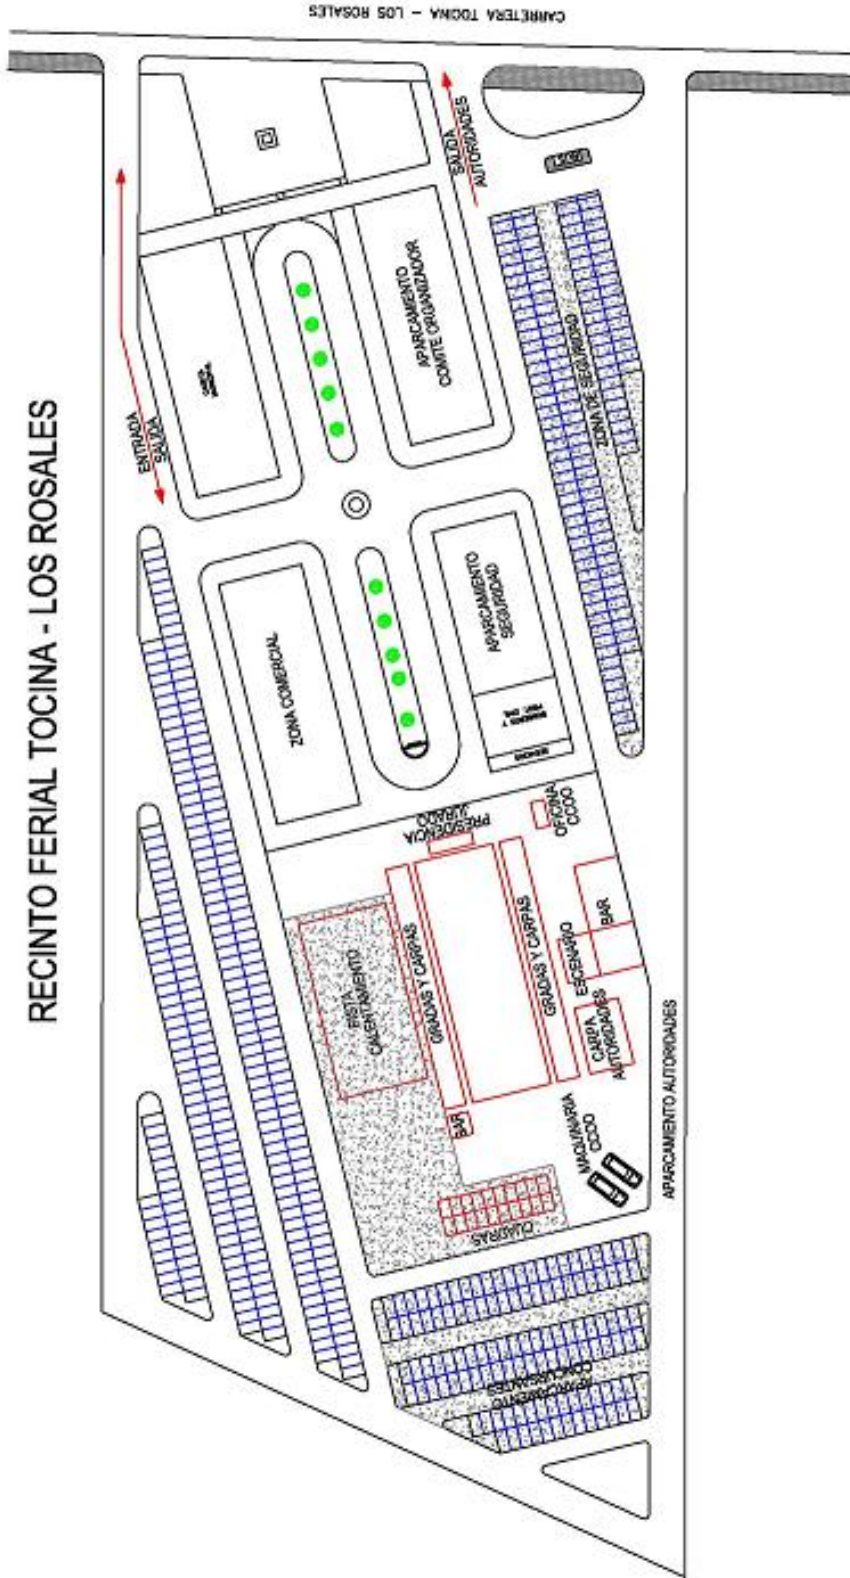 CARRETERA TOCINA - LOS ROSALES
RECINTO FERIAL TOCINA - LOS ROSALES
SALIDA
AUTORIDADES
ENTRADA
SALIDA
APARCAMIENTO
COMITE ORGANIZADOR
ZONA DE SEGURIDAD
ZONA COMERCIAL
APARCAMIENTO
SEGURIDAD
PRESIDENCIA
JURADO
OFICINA
CCOO
PISTA
CALENTAMIENTO
GRADAS Y CARPAS
GRADAS Y CARPAS
ESCENARIO
BAR
CARPA
AUTORIDADES
BAR
MAQUINARIA
CCOO
CUADRAS
APARCAMIENTO AUTORIDADES
APARCAMIENTO
CONCURSANTES